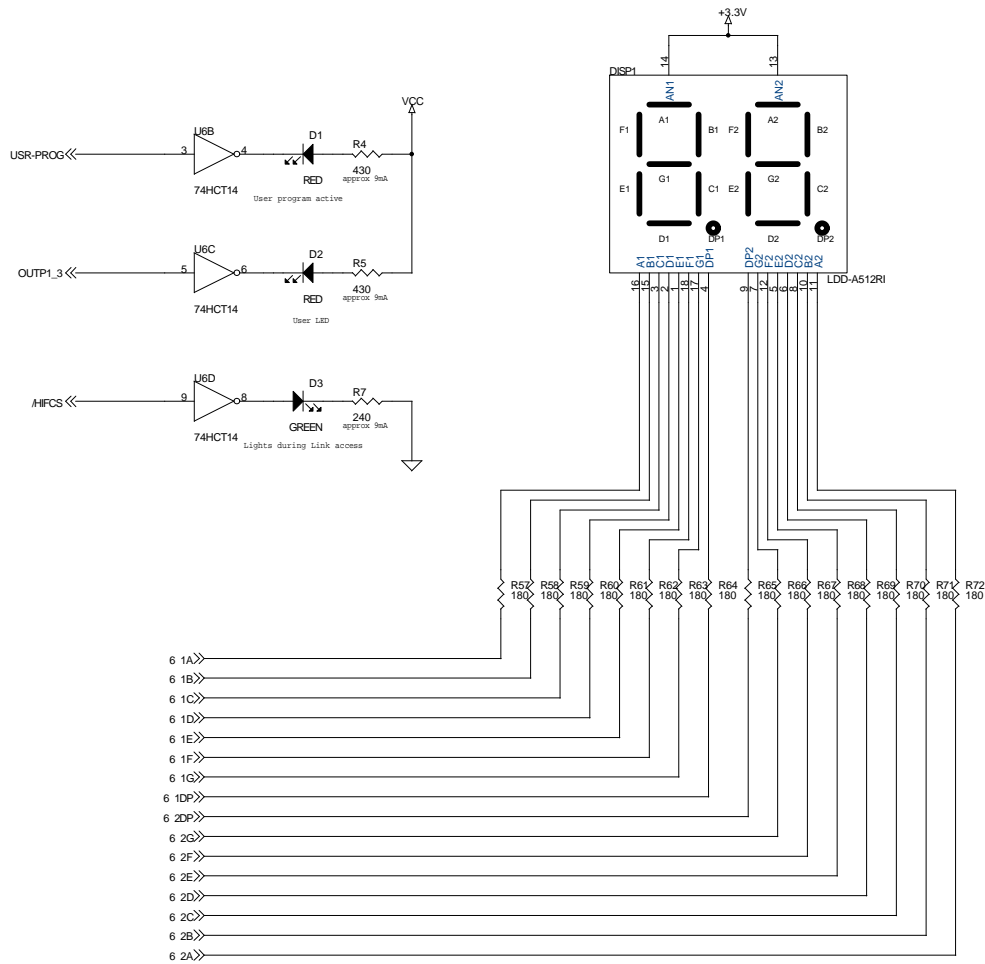 +3.3V
14
13
DISP1
AN1
AN2
A1
F1
B1
G1
E1
C1
D1
DP1
A2
F2
B2
G2
E2
C2
D2
DP2
A1
B1
C1
D1
E1
F1
G1
DP1
DP2
G2
F2
E2
D2
C2
B2
A2
LDD-A512RI
16
15
3
2
1
18
17
4
9
7
12
5
6
8
10
11
VCC
USR-PROG
3
U6B
4
74HCT14
D1
RED
R4
430
approx 9mA
User program active
OUTP1_3
5
U6C
6
74HCT14
D2
RED
R5
430
approx 9mA
User LED
/HIFCS
9
U6D
8
74HCT14
D3
GREEN
R7
240
approx 9mA
Lights during Link access
R57
180
R58
180
R59
180
R60
180
R61
180
R62
180
R63
180
R64
180
R65
180
R66
180
R67
180
R68
180
R69
180
R70
180
R71
180
R72
180
6 1A
6 1B
6 1C
6 1D
6 1E
6 1F
6 1G
6 1DP
6 2DP
6 2G
6 2F
6 2E
6 2D
6 2C
6 2B
6 2A